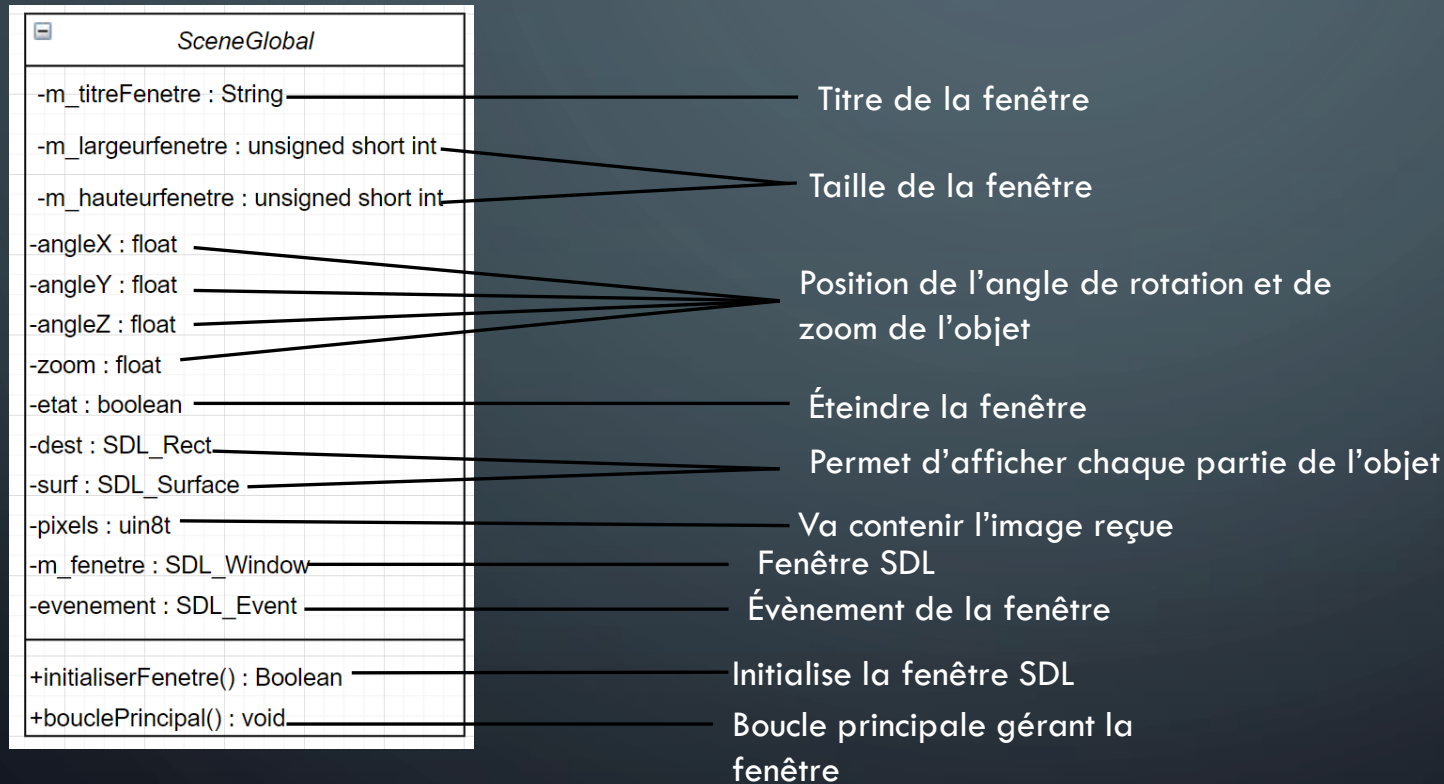 SceneGlobal
-m_titreFenetre : String
-m_largeurfenetre : unsigned short int
-m_hauteurfenetre : unsigned short int
-angleX : float
-angleY : float
-angleZ : float
-zoom : float
-etat : boolean
-dest : SDL_Rect
-surf : SDL_Surface
-pixels : uin8t
-m_fenetre : SDL_Window
-evenement : SDL_Event
+initialiserFenetre() : Boolean
+bouclePrincipal() : void
Titre de la fenêtre
Taille de la fenêtre
Position de l’angle de rotation et de
zoom de l’objet
Éteindre la fenêtre
Permet d’afficher chaque partie de l’objet
Va contenir l’image reçue
Fenêtre SDL
Évènement de la fenêtre
Initialise la fenêtre SDL
Boucle principale gérant la
fenêtre